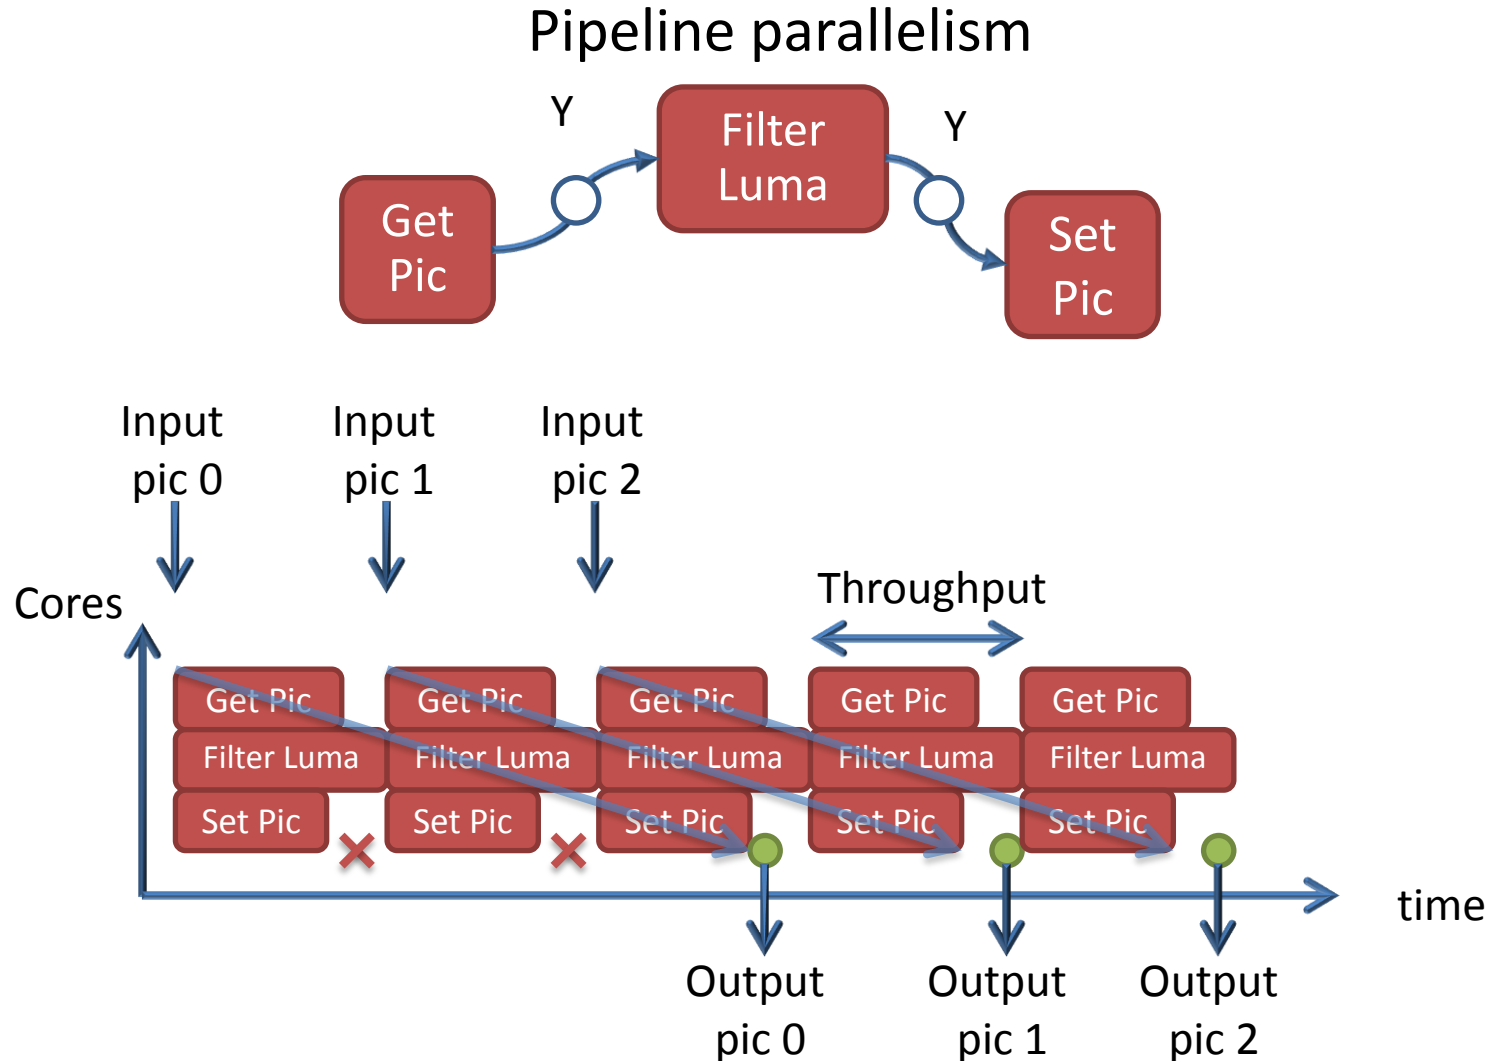 Pipeline parallelism
Y
Y
Filter
Luma
Get
Pic
Set
Pic
Input
pic 0
Input
pic 1
Input
pic 2
Cores
Throughput
Get Pic
Get Pic
Get Pic
Get Pic
Get Pic
Filter Luma
Filter Luma
Filter Luma
Filter Luma
Filter Luma
Set Pic
Set Pic
Set Pic
Set Pic
Set Pic
time
Output
pic 0
Output
pic 1
Output
pic 2